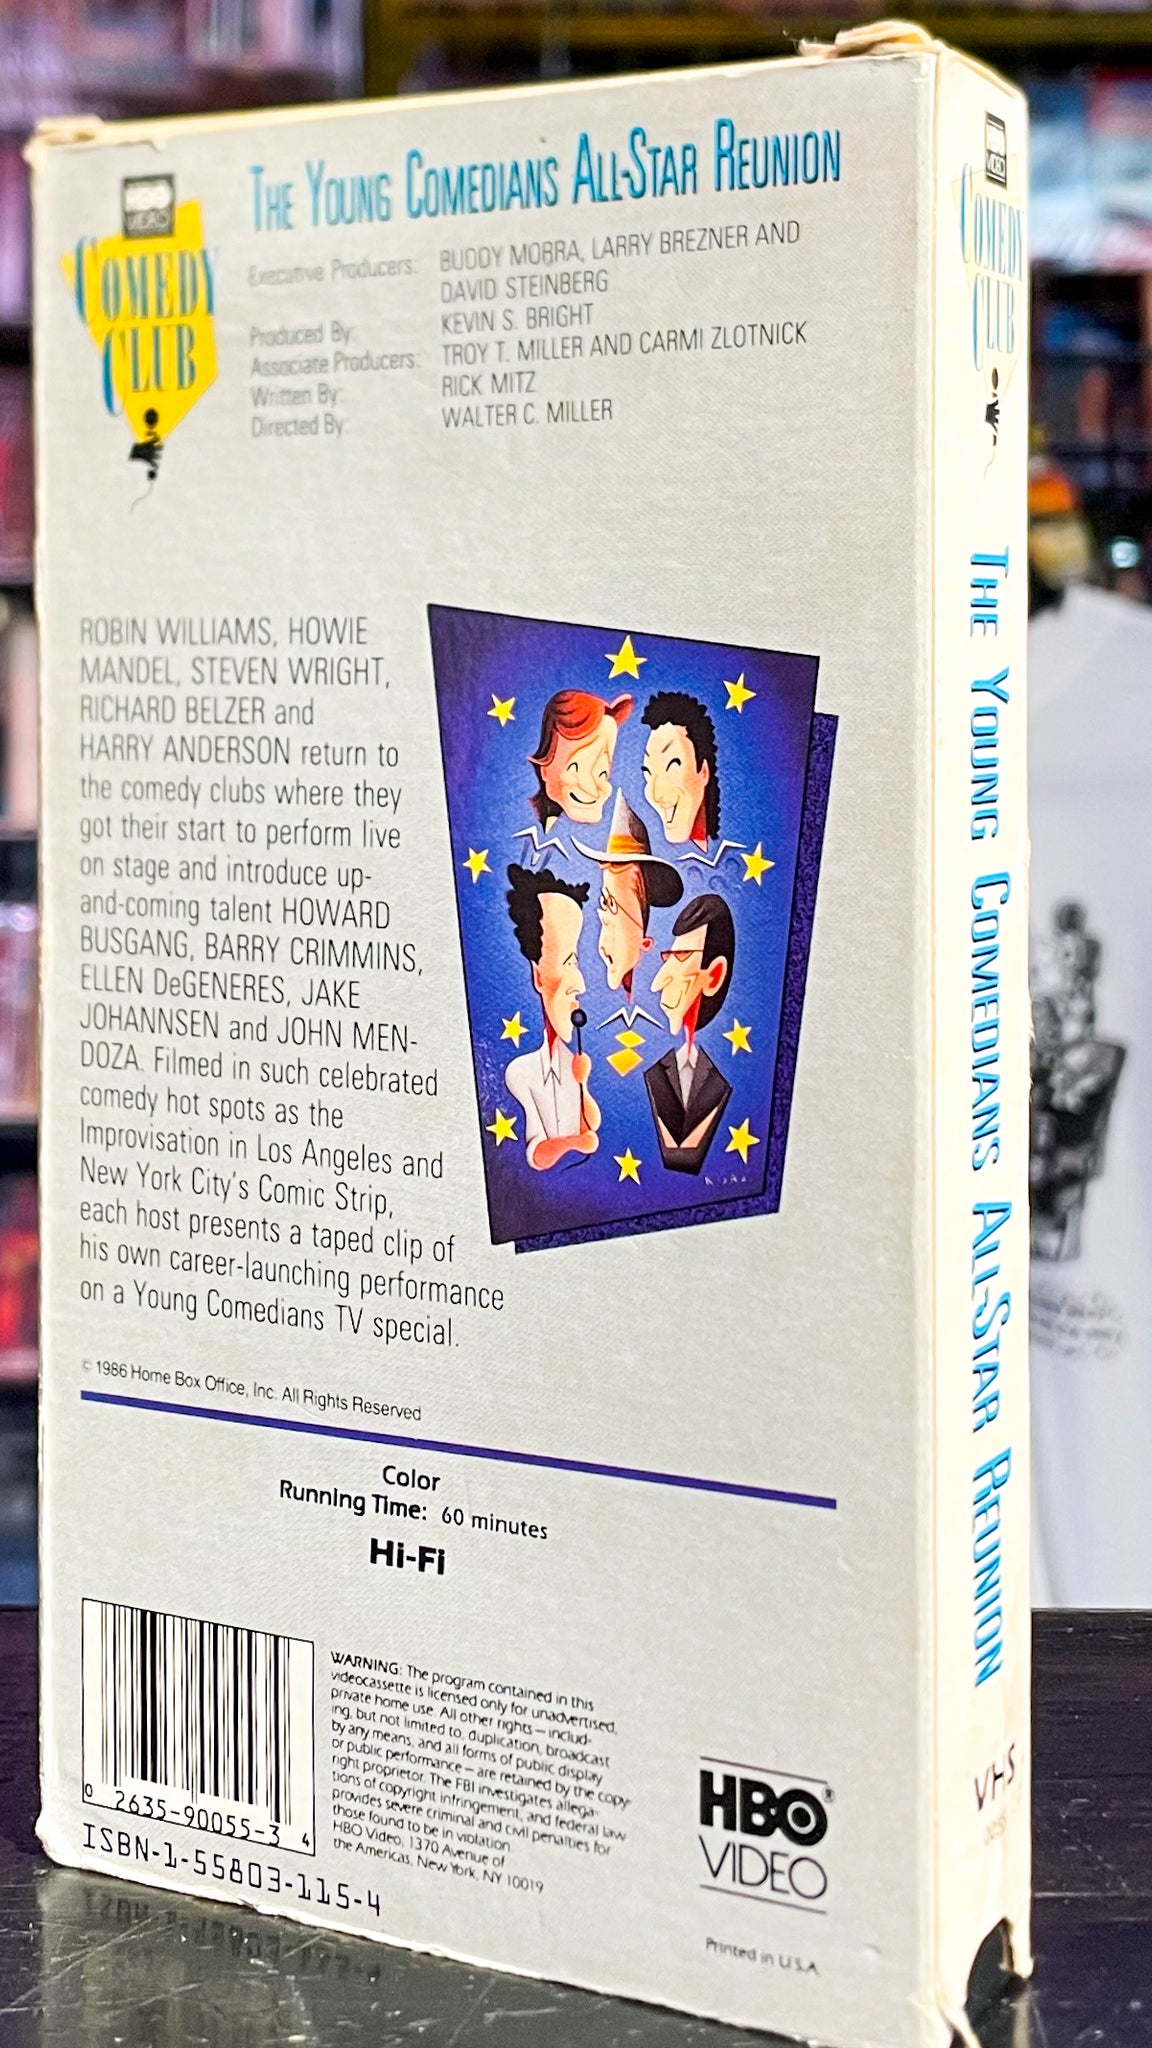 HBO
VIDEO
COMEDY
CLUB
THE YOUNG COMEDIANS ALL-STAR REUNION
Executive Producers: BUDDY MORRA, LARRY BREZNER AND
DAVID STEINBERG
Produced By: KEVIN S. BRIGHT
Associate Producers: TROY T. MILLER AND CARMI ZLOTNICK
Written By: RICK MITZ
Directed By: WALTER C. MILLER
ROBIN WILLIAMS, HOWIE
MANDEL, STEVEN WRIGHT,
RICHARD BELZER and
HARRY ANDERSON return to
the comedy clubs where they
got their start to perform live
on stage and introduce up-
and-coming talent HOWARD
BUSGANG, BARRY CRIMMINS,
ELLEN DeGENERES, JAKE
JOHANNSEN and JOHN MEN-
DOZA. Filmed in such celebrated
comedy hot spots as the
Improvisation in Los Angeles and
New York City's Comic Strip,
each host presents a taped clip of
his own career-launching performance
on a Young Comedians TV special.
© 1986 Home Box Office, Inc. All Rights Reserved
Color
Running Time: 60 minutes
Hi-Fi
0 2635-90055-3 4
ISBN-1-55803-115-4
WARNING: The program contained in this
videocassette is licensed only for unadvertised,
private home use. All other rights—includ-
ing, but not limited to, duplication, broadcast
by any means, and all forms of public display
or public performance—are retained by the copy-
right proprietor. The FBI investigates allega-
tions of copyright infringement, and federal law
provides severe criminal and civil penalties for
those found to be in violation.
HBO Video, 1370 Avenue of
the Americas, New York, NY 10019
HBO®
VIDEO
Printed in U.S.A.
HBO
VIDEO
COMEDY
CLUB
THE YOUNG COMEDIANS ALL-STAR REUNION
VHS